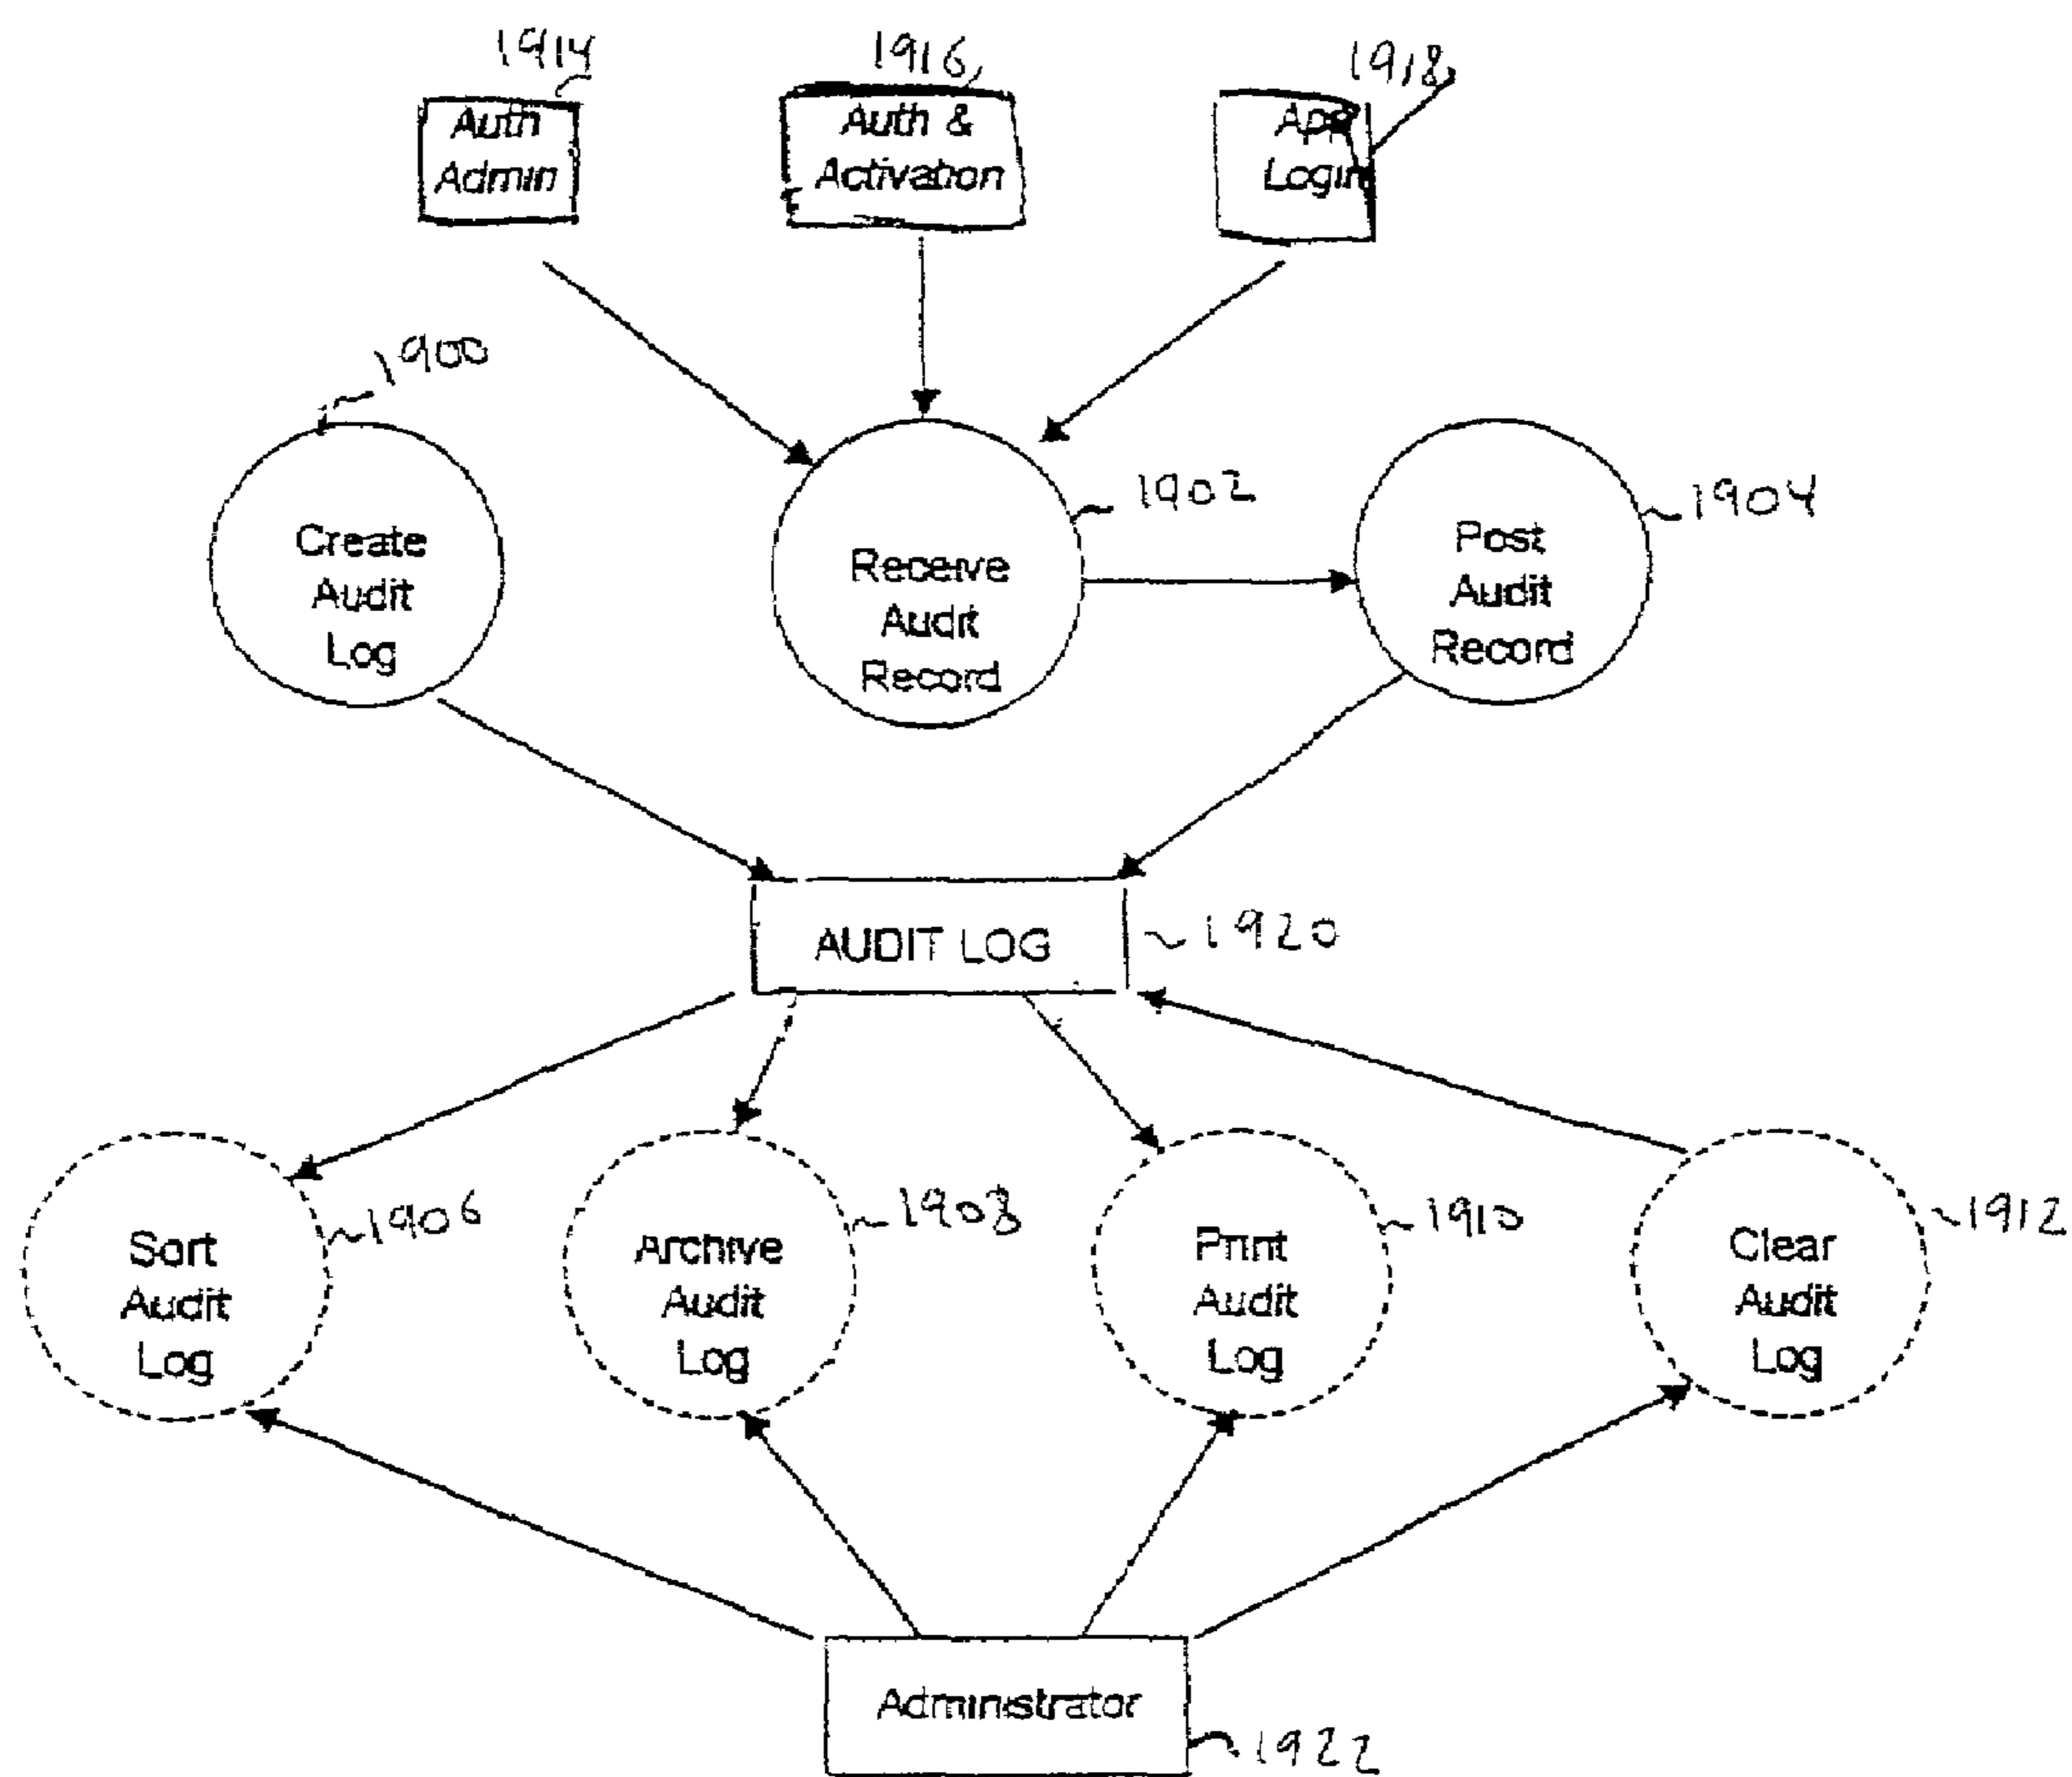 1914
1916
1918
Auth
Admin
Auth &
Activation
App
Login
1900
1902
1904
Create
Audit
Log
Receive
Audit
Record
Post
Audit
Record
AUDIT LOG
1920
1906
1908
1910
1912
Sort
Audit
Log
Archive
Audit
Log
Print
Audit
Log
Clear
Audit
Log
Administrator
1922